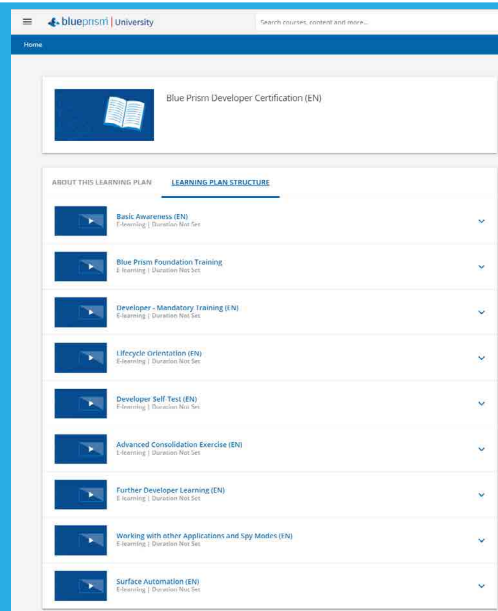 blueprism | University
Search courses, content and more...
Home
Blue Prism Developer Certification (EN)
ABOUT THIS LEARNING PLAN LEARNING PLAN STRUCTURE
Basic Awareness (EN)
E-learning | Duration Not Set
Blue Prism Foundation Training
E-learning | Duration Not Set
Developer - Mandatory Training (EN)
E-learning | Duration Not Set
Lifecycle Orientation (EN)
E-learning | Duration Not Set
Developer Self-Test (EN)
E-learning | Duration Not Set
Advanced Consolidation Exercise (EN)
E-learning | Duration Not Set
Further Developer Learning (EN)
E-learning | Duration Not Set
Working with other Applications and Spy Modes (EN)
E-learning | Duration Not Set
Surface Automation (EN)
E-learning | Duration Not Set